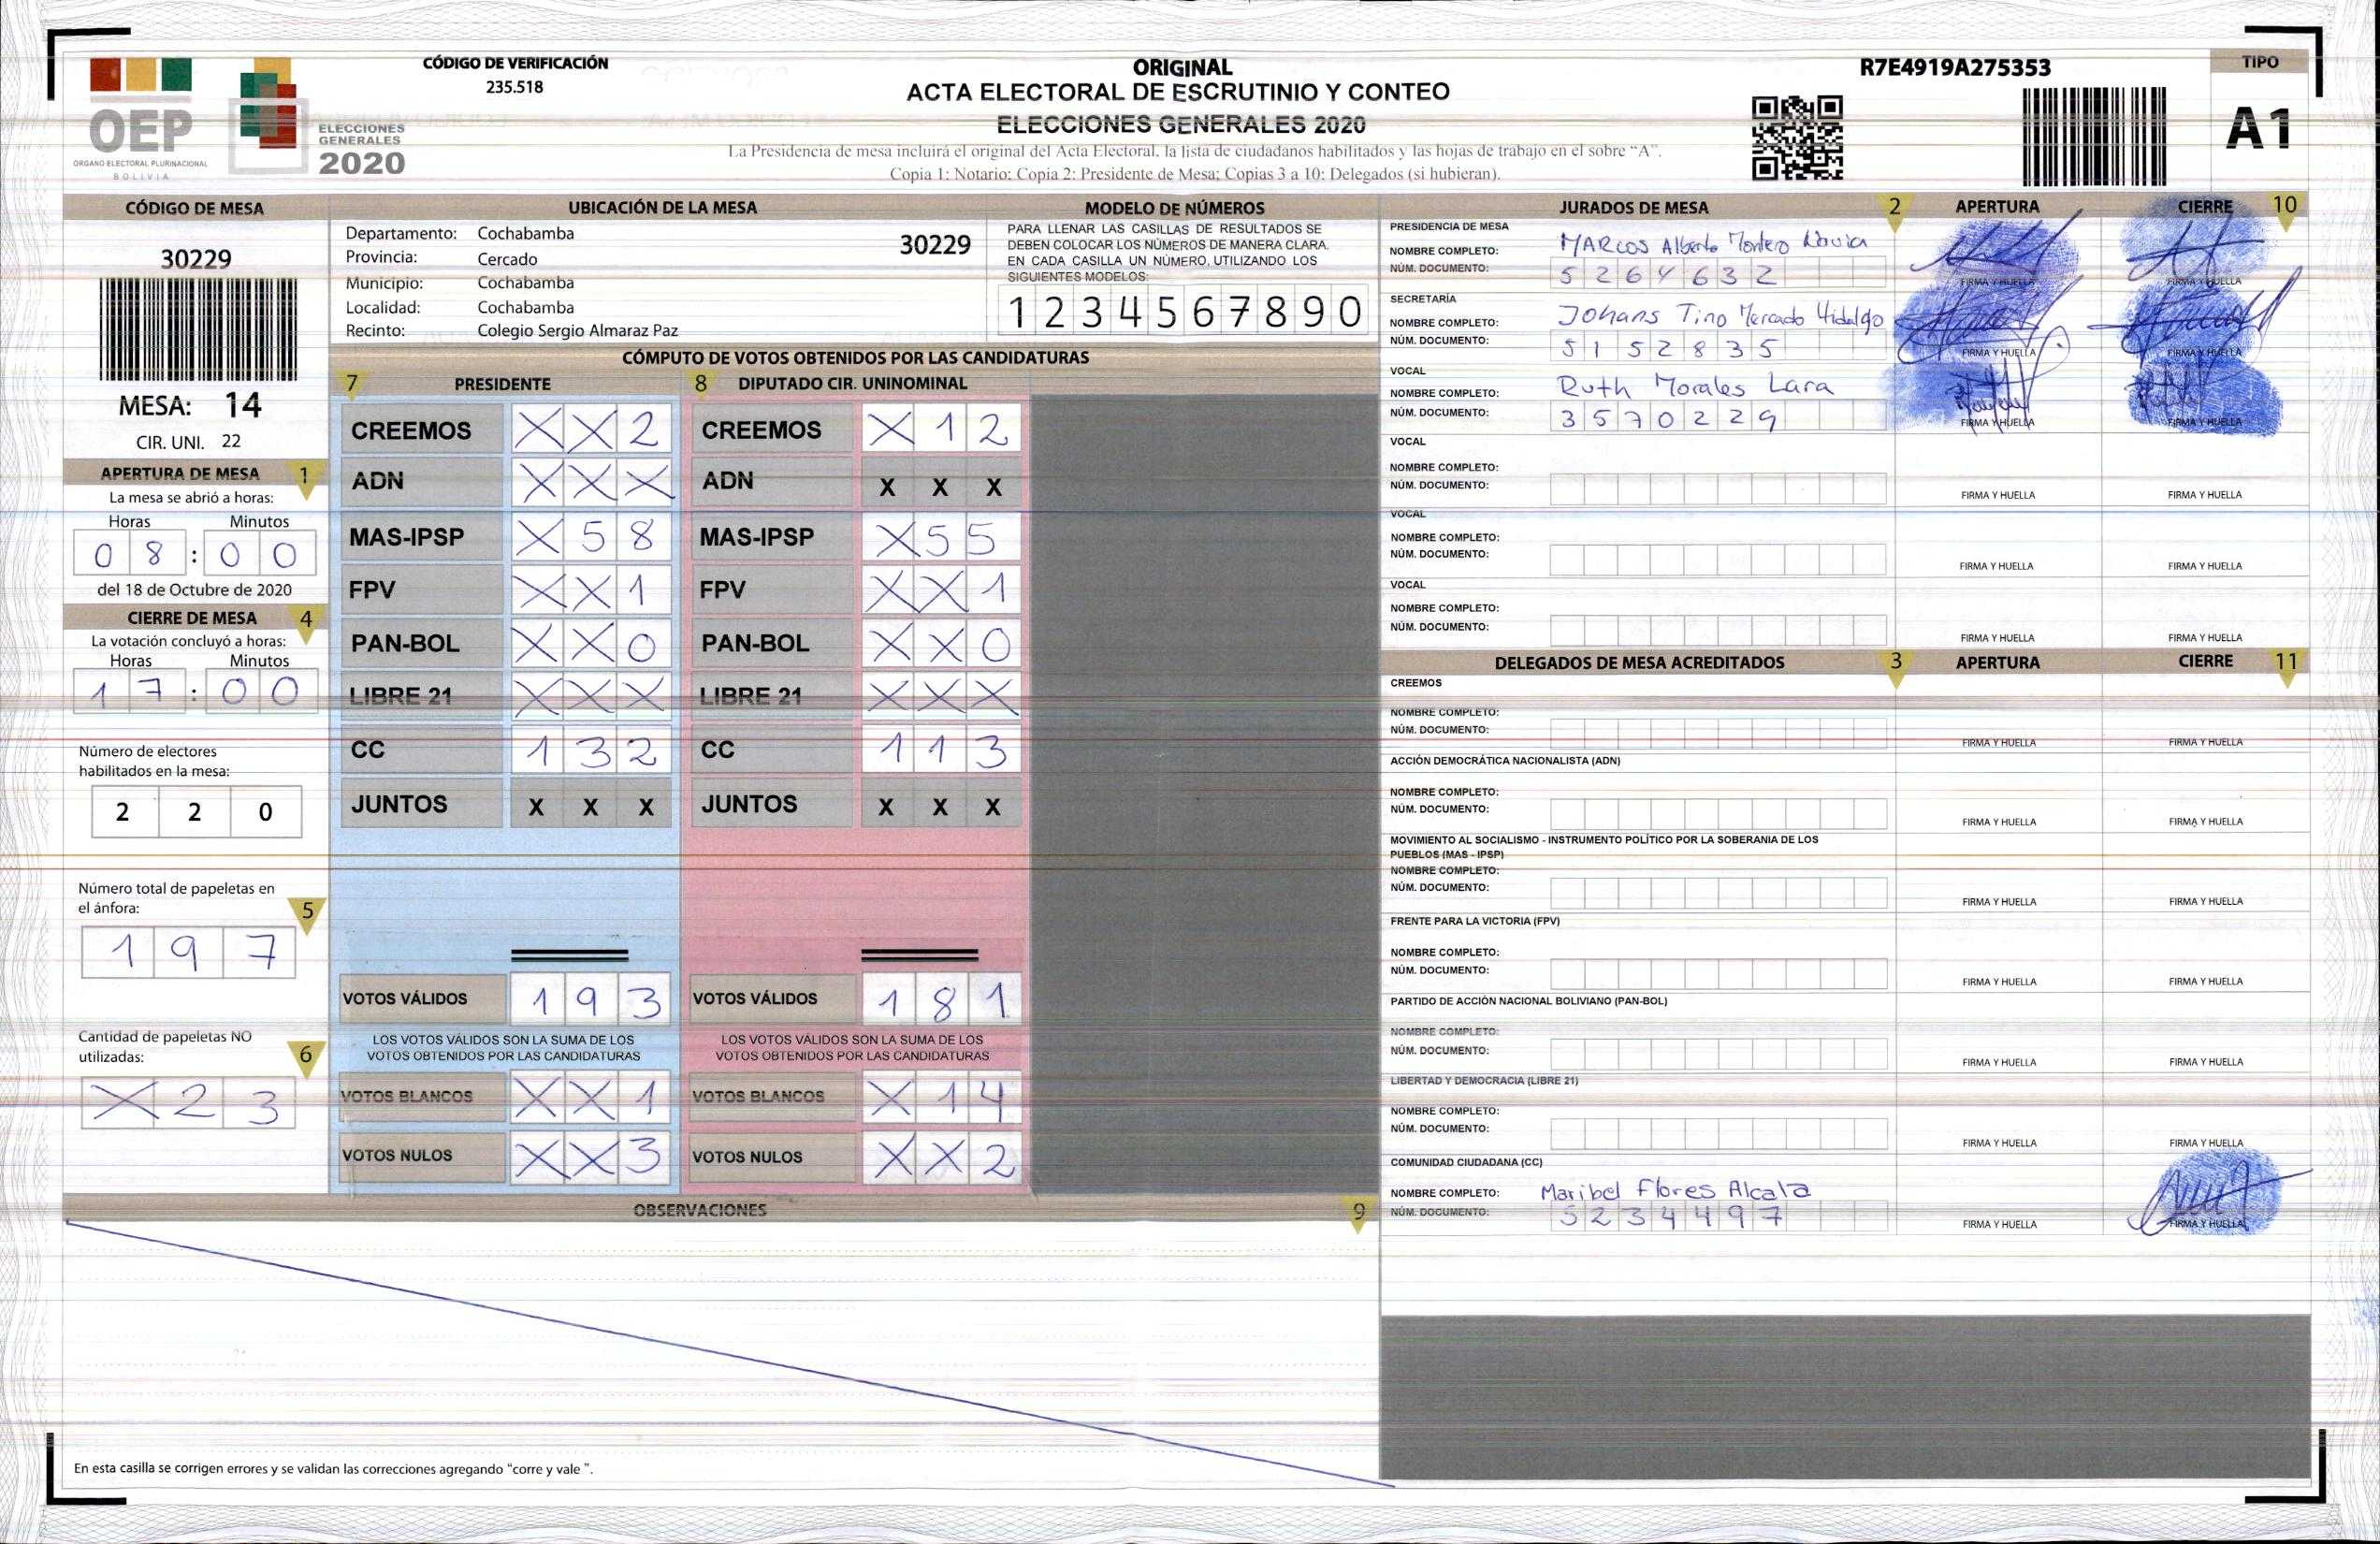 CÓDIGO DE VERIFICACIÓN
235.518
OEP
ORGANO ELECTORAL PLURINACIONAL
BOLIVIA
ELECCIONES
GENERALES
2020
ORIGINAL
ACTA ELECTORAL DE ESCRUTINIO Y CONTEO
ELECCIONES GENERALES 2020
La Presidencia de mesa incluirá el original del Acta Electoral, la lista de ciudadanos habilitados y las hojas de trabajo en el sobre “A”.
Copia 1: Notario; Copia 2: Presidente de Mesa; Copias 3 a 10: Delegados (si hubieran).
R7E4919A275353
TIPO
A1
CÓDIGO DE MESA
30229
MESA: 14
CIR. UNI. 22
APERTURA DE MESA 1
La mesa se abrió a horas:
Horas Minutos
0 8 : 0 0
del 18 de Octubre de 2020
CIERRE DE MESA 4
La votación concluyó a horas:
Horas Minutos
1 7 : 0 0
Número de electores
habilitados en la mesa:
2 2 0
Número total de papeletas en
el ánfora: 5
1 9 7
Cantidad de papeletas NO
utilizadas: 6
X 2 3
UBICACIÓN DE LA MESA
Departamento: Cochabamba
30229
Provincia: Cercado
Municipio: Cochabamba
Localidad: Cochabamba
Recinto: Colegio Sergio Almaraz Paz
MODELO DE NÚMEROS
PARA LLENAR LAS CASILLAS DE RESULTADOS SE
DEBEN COLOCAR LOS NÚMEROS DE MANERA CLARA.
EN CADA CASILLA UN NÚMERO, UTILIZANDO LOS
SIGUIENTES MODELOS:
1 2 3 4 5 6 7 8 9 0
CÓMPUTO DE VOTOS OBTENIDOS POR LAS CANDIDATURAS
7 PRESIDENTE 8 DIPUTADO CIR. UNINOMINAL
CREEMOS X X 2 CREEMOS X 1 2
ADN X X X ADN X X X
MAS-IPSP X 5 8 MAS-IPSP X 5 5
FPV X X 1 FPV X X 1
PAN-BOL X X 0 PAN-BOL X X 0
LIBRE 21 X X X LIBRE 21 X X X
CC 1 3 2 CC 1 1 3
JUNTOS X X X JUNTOS X X X
VOTOS VÁLIDOS 1 9 3 VOTOS VÁLIDOS 1 8 1
LOS VOTOS VÁLIDOS SON LA SUMA DE LOS LOS VOTOS VÁLIDOS SON LA SUMA DE LOS
VOTOS OBTENIDOS POR LAS CANDIDATURAS VOTOS OBTENIDOS POR LAS CANDIDATURAS
VOTOS BLANCOS X X 1 VOTOS BLANCOS X 1 4
VOTOS NULOS X X 3 VOTOS NULOS X X 2
OBSERVACIONES 9
En esta casilla se corrigen errores y se validan las correcciones agregando “corre y vale ”.
JURADOS DE MESA 2 APERTURA CIERRE 10
PRESIDENCIA DE MESA
NOMBRE COMPLETO: MARCOS Alberto Montero
NÚM. DOCUMENTO: 5 2 6 4 6 3 2
FIRMA Y HUELLA FIRMA Y HUELLA
SECRETARÍA
NOMBRE COMPLETO: Johans Tino Mercado Hidalgo
NÚM. DOCUMENTO: 5 1 5 2 8 3 5
FIRMA Y HUELLA FIRMA Y HUELLA
VOCAL
NOMBRE COMPLETO: Ruth Morales Lara
NÚM. DOCUMENTO: 3 5 7 0 2 2 9
FIRMA Y HUELLA FIRMA Y HUELLA
VOCAL
NOMBRE COMPLETO:
NÚM. DOCUMENTO:
FIRMA Y HUELLA FIRMA Y HUELLA
VOCAL
NOMBRE COMPLETO:
NÚM. DOCUMENTO:
FIRMA Y HUELLA FIRMA Y HUELLA
VOCAL
NOMBRE COMPLETO:
NÚM. DOCUMENTO:
FIRMA Y HUELLA FIRMA Y HUELLA
DELEGADOS DE MESA ACREDITADOS 3 APERTURA CIERRE 11
CREEMOS
NOMBRE COMPLETO:
NÚM. DOCUMENTO:
FIRMA Y HUELLA FIRMA Y HUELLA
ACCIÓN DEMOCRÁTICA NACIONALISTA (ADN)
NOMBRE COMPLETO:
NÚM. DOCUMENTO:
FIRMA Y HUELLA FIRMA Y HUELLA
MOVIMIENTO AL SOCIALISMO - INSTRUMENTO POLÍTICO POR LA SOBERANIA DE LOS
PUEBLOS (MAS - IPSP)
NOMBRE COMPLETO:
NÚM. DOCUMENTO:
FIRMA Y HUELLA FIRMA Y HUELLA
FRENTE PARA LA VICTORIA (FPV)
NOMBRE COMPLETO:
NÚM. DOCUMENTO:
FIRMA Y HUELLA FIRMA Y HUELLA
PARTIDO DE ACCIÓN NACIONAL BOLIVIANO (PAN-BOL)
NOMBRE COMPLETO:
NÚM. DOCUMENTO:
FIRMA Y HUELLA FIRMA Y HUELLA
LIBERTAD Y DEMOCRACIA (LIBRE 21)
NOMBRE COMPLETO:
NÚM. DOCUMENTO:
FIRMA Y HUELLA FIRMA Y HUELLA
COMUNIDAD CIUDADANA (CC)
NOMBRE COMPLETO: Maribel Flores Alcala
NÚM. DOCUMENTO: 5 2 3 4 4 9 7
FIRMA Y HUELLA FIRMA Y HUELLA